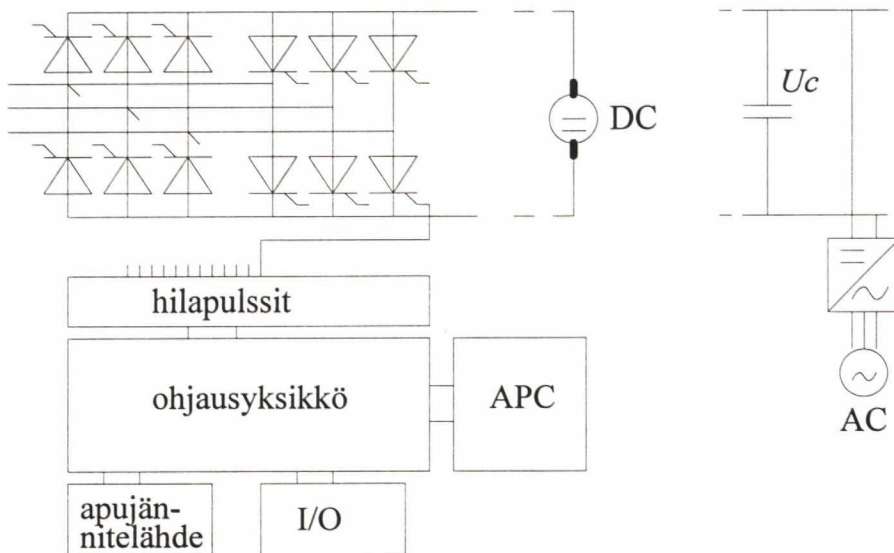 DC
Uc
hilapulssit
ohjausyksikkö
APC
AC
apujän-
nitelähde
I/O